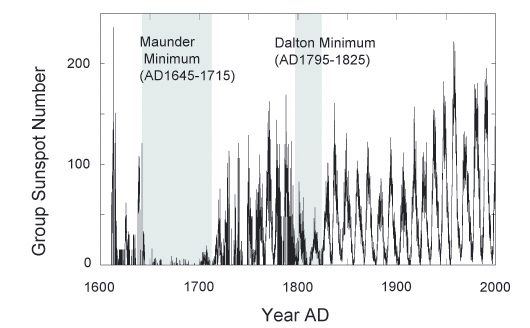 Group Sunspot Number
200
100
0
Maunder
Minimum
(AD1645-1715)
Dalton Minimum
(AD1795-1825)
1600
1700
1800
1900
2000
Year AD